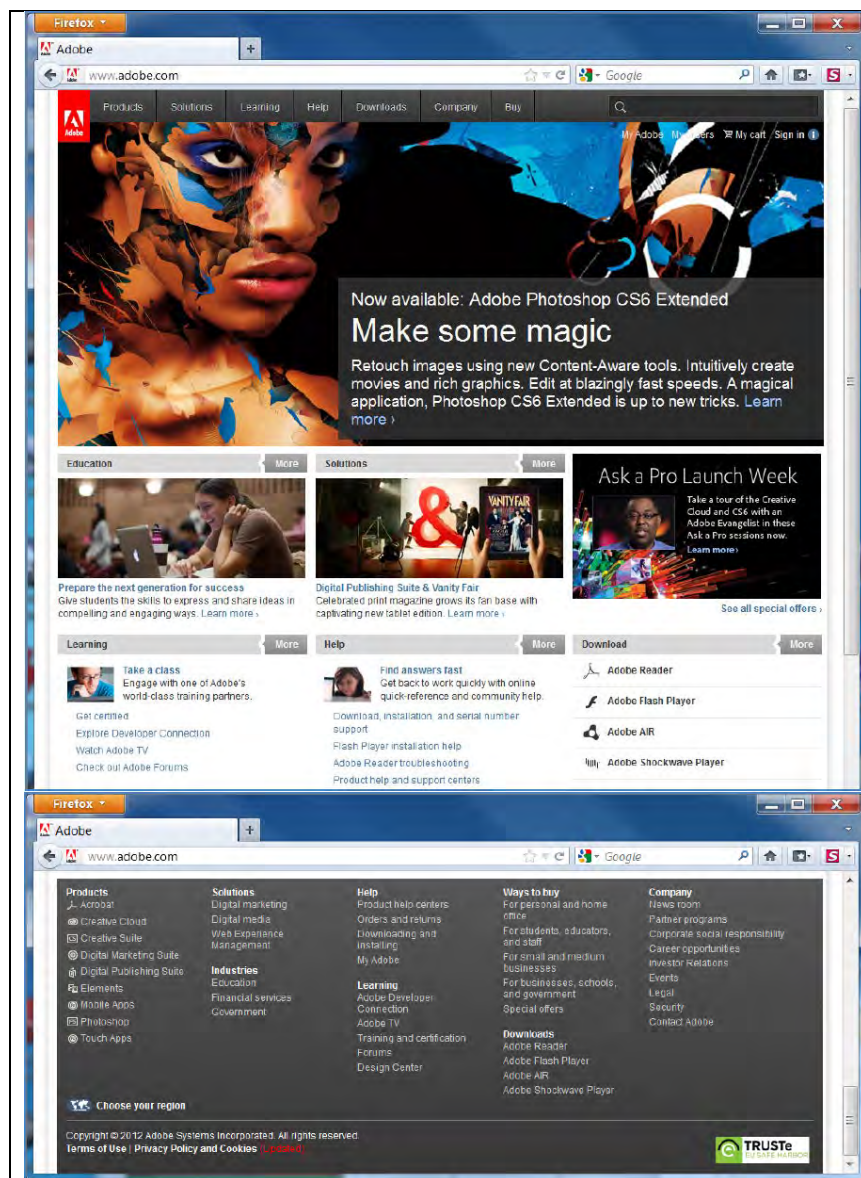 Firefox
Adobe
www.adobe.com
Google
Adobe
Products Solutions Learning Help Downloads Company Buy
My Adobe My cart Sign in
Now available: Adobe Photoshop CS6 Extended
Make some magic
Retouch images using new Content-Aware tools. Intuitively create
movies and rich graphics. Edit at blazingly fast speeds. A magical
application, Photoshop CS6 Extended is up to new tricks. Learn
more ›
Education More
Prepare the next generation for success
Give students the skills to express and share ideas in
compelling and engaging ways. Learn more ›
Solutions More
VANITY FAIR
&
Digital Publishing Suite & Vanity Fair
Celebrated print magazine grows its fan base with
captivating new tablet edition. Learn more ›
Ask a Pro Launch Week
Take a tour of the Creative
Cloud and CS6 with an
Adobe Evangelist in these
Ask a Pro sessions now.
Learn more ›
See all special offers ›
Learning More
Take a class
Engage with one of Adobe's
world-class training partners.
Get certified
Explore Developer Connection
Watch Adobe TV
Check out Adobe Forums
Help More
Find answers fast
Get back to work quickly with online
quick-reference and community help.
Download, installation, and serial number
support
Flash Player installation help
Adobe Reader troubleshooting
Product help and support centers
Download More
Adobe Reader
Adobe Flash Player
Adobe AIR
Adobe Shockwave Player
Firefox
Adobe
www.adobe.com
Google
Products
Acrobat
Creative Cloud
Creative Suite
Digital Marketing Suite
Digital Publishing Suite
Elements
Mobile Apps
Photoshop
Touch Apps
Solutions
Digital marketing
Digital media
Web Experience
Management
Industries
Education
Financial services
Government
Help
Product help centers
Orders and returns
Downloading and
installing
My Adobe
Learning
Adobe Developer
Connection
Adobe TV
Training and certification
Forums
Design Center
Ways to buy
For personal and home
office
For students, educators,
and staff
For small and medium
businesses
For businesses, schools,
and government
Special offers
Downloads
Adobe Reader
Adobe Flash Player
Adobe AIR
Adobe Shockwave Player
Company
News room
Partner programs
Corporate social responsibility
Career opportunities
Investor Relations
Events
Legal
Security
Contact Adobe
Choose your region
Copyright © 2012 Adobe Systems Incorporated. All rights reserved.
Terms of Use | Privacy Policy and Cookies (Updated)
TRUSTe
EU SAFE HARBOR